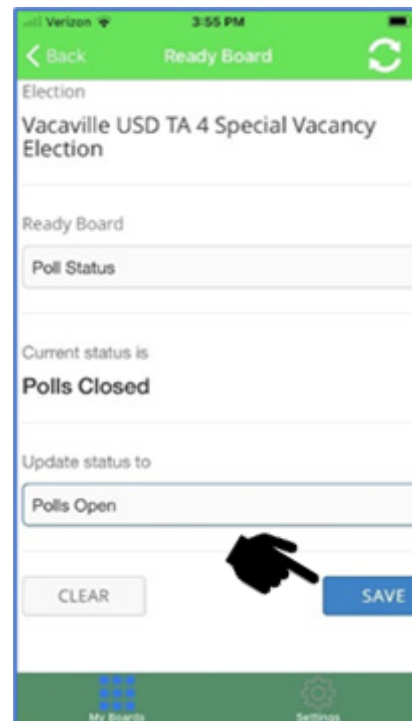 Verizon 3:55 PM
Back Ready Board
Election
Vacaville USD TA 4 Special Vacancy
Election
Ready Board
Poll Status
Current status is
Polls Closed
Update status to
Polls Open
CLEAR SAVE
My Boards Settings